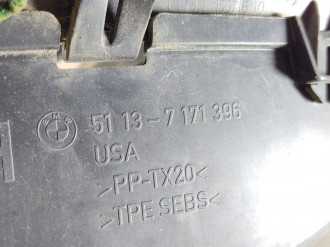 51 13-7 171 396
USA
>PP-TX20<
>TPE SEBS<